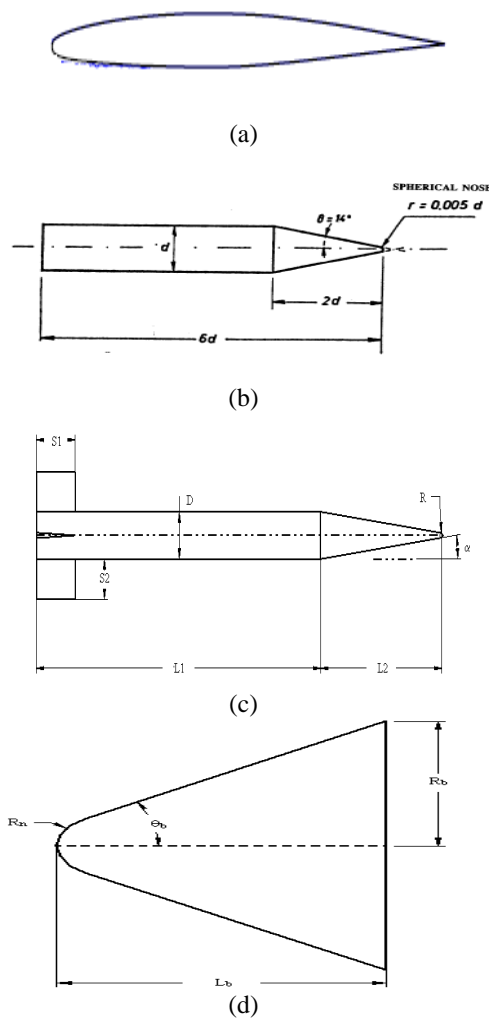 (a)
SPHERICAL NOSE
r = 0,005 d
θ = 14°
d
2d
6d
(b)
S1
D
R
α
S2
L1
L2
(c)
Rn
θb
Rb
Lb
(d)